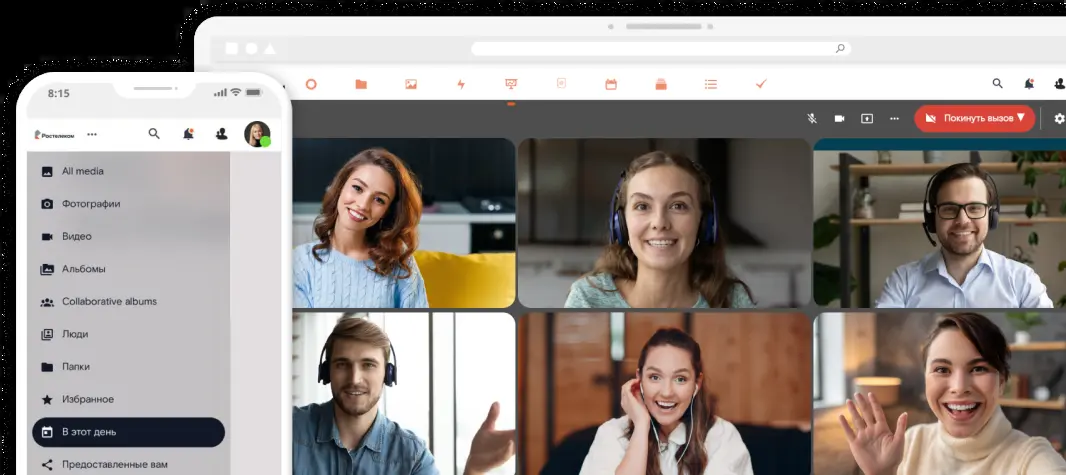 8:15
Ростелеком
All media
Фотографии
Видео
Альбомы
Collaborative albums
Люди
Папки
Избранное
В этот день
Предоставленные вам
Покинуть вызов